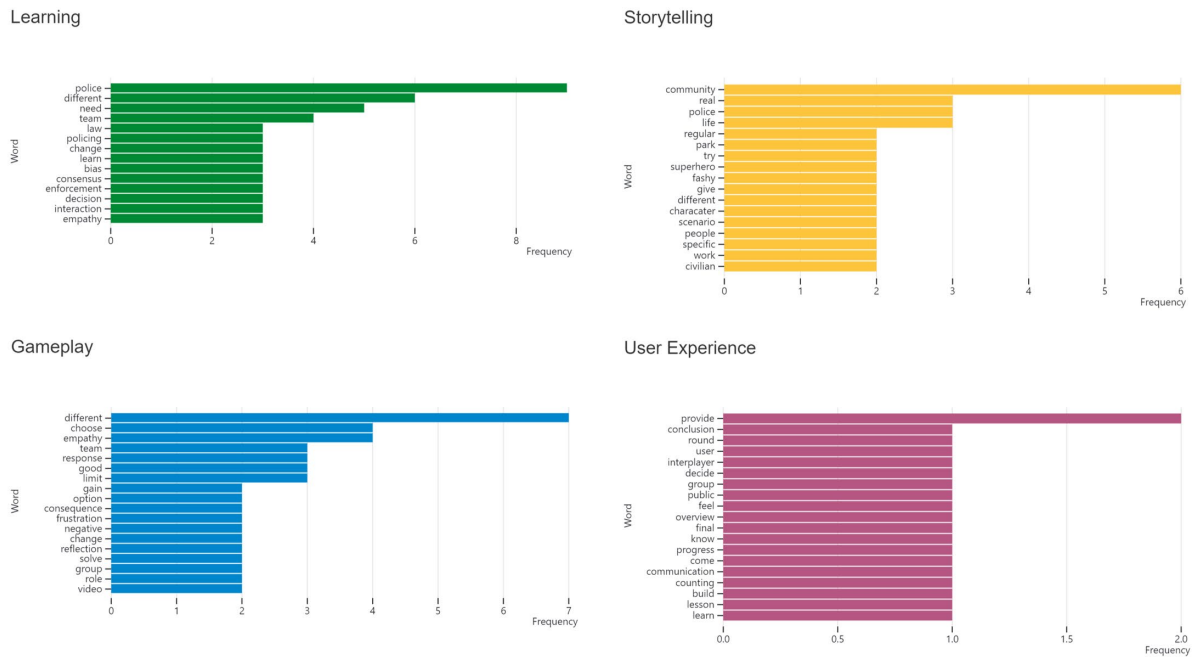 Learning
Word
police
different
need
team
law
policing
change
learn
bias
consensus
enforcement
decision
interaction
empathy
0 2 4 6 8
Frequency
Storytelling
Word
community
real
police
life
regular
park
try
superhero
fashy
give
different
characater
scenario
people
specific
work
civilian
0 1 2 3 4 5 6
Frequency
Gameplay
Word
different
choose
empathy
team
response
good
limit
gain
option
consequence
frustration
negative
change
reflection
solve
group
role
video
0 1 2 3 4 5 6 7
Frequency
User Experience
Word
provide
conclusion
round
user
interplayer
decide
group
public
feel
overview
final
know
progress
come
communication
counting
build
lesson
learn
0.0 0.5 1.0 1.5 2.0
Frequency